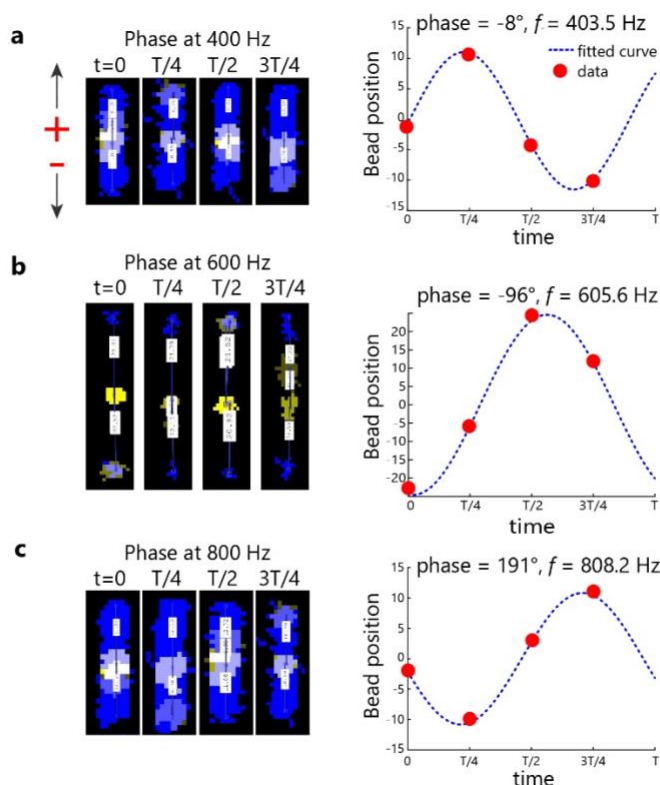 a
Phase at 400 Hz
t=0 T/4 T/2 3T/4
+
-
phase = -8°, f = 403.5 Hz
fitted curve
data
Bead position
15
10
5
0
-5
-10
-15
0 T/4 T/2 3T/4 T
time
b
Phase at 600 Hz
t=0 T/4 T/2 3T/4
phase = -96°, f = 605.6 Hz
Bead position
20
15
10
5
0
-5
-10
-15
-20
0 T/4 T/2 3T/4 T
time
c
Phase at 800 Hz
t=0 T/4 T/2 3T/4
phase = 191°, f = 808.2 Hz
Bead position
15
10
5
0
-5
-10
-15
0 T/4 T/2 3T/4 T
time